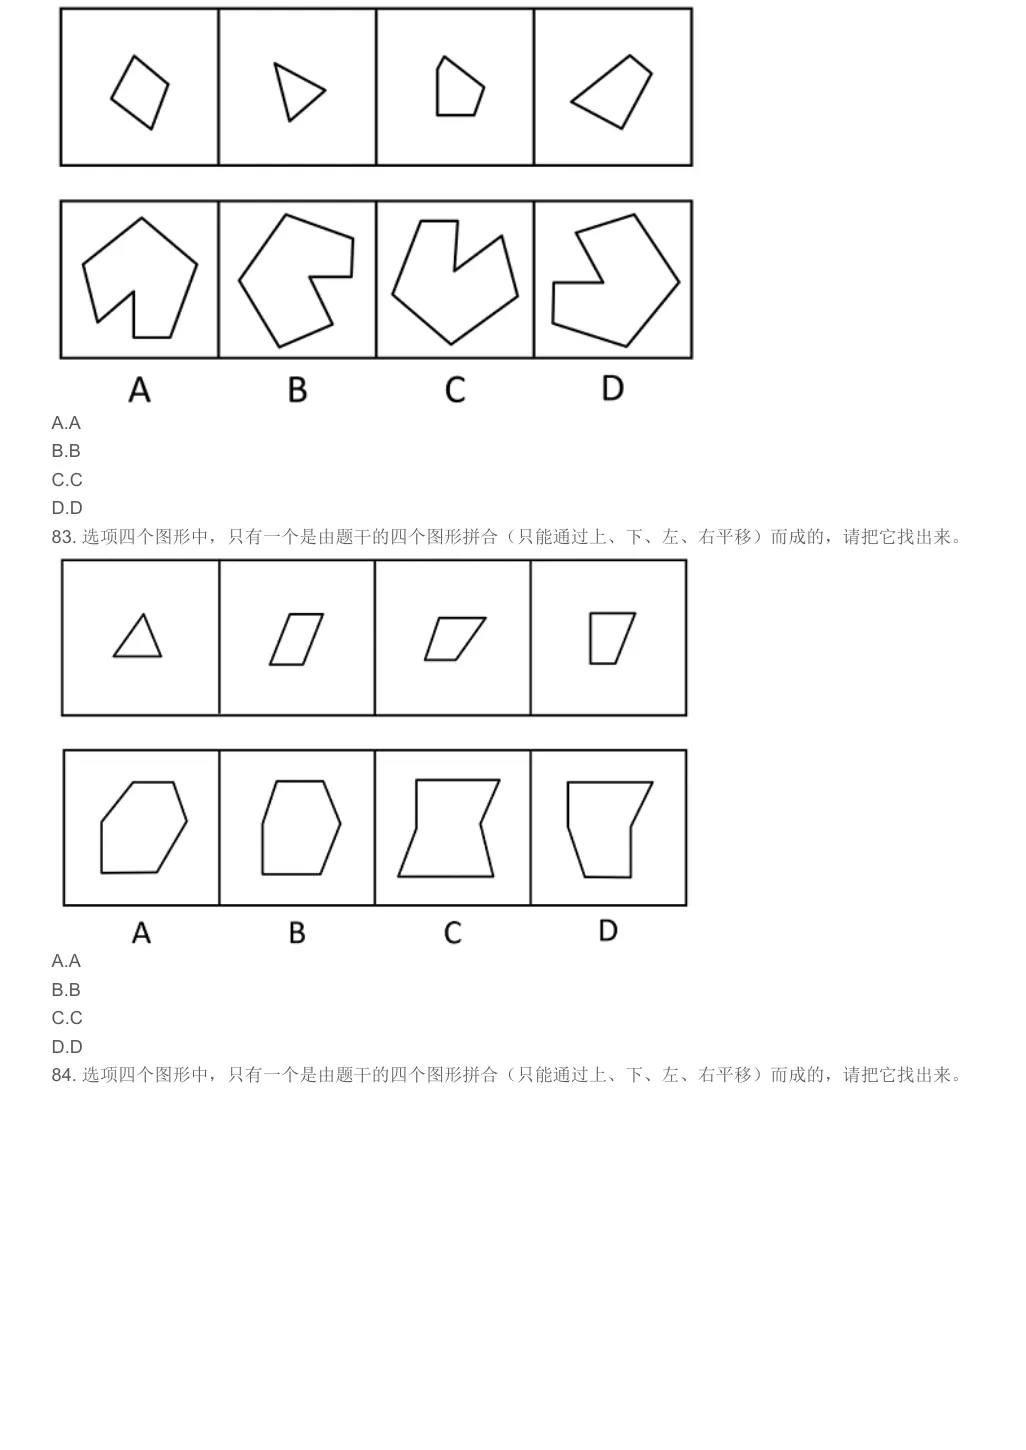 A B C D
A.A
B.B
C.C
D.D
83. 选项四个图形中，只有一个是由题干的四个图形拼合（只能通过上、下、左、右平移）而成的，请把它找出来。
A B C D
A.A
B.B
C.C
D.D
84. 选项四个图形中，只有一个是由题干的四个图形拼合（只能通过上、下、左、右平移）而成的，请把它找出来。